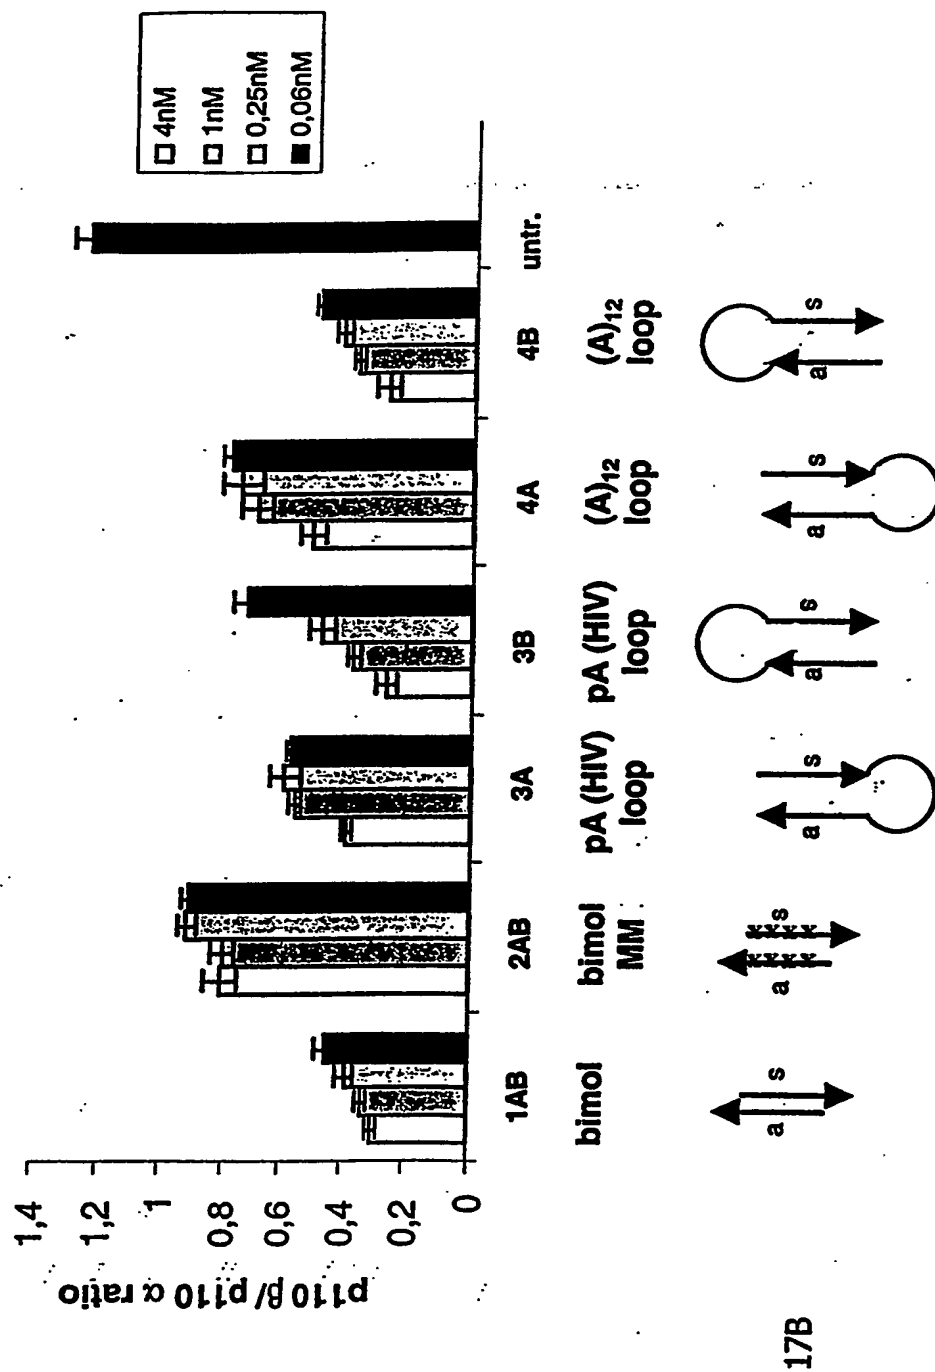 p110 β/ p110 α ratio
1,4
1,2
1
0,8
0,6
0,4
0,2
0
4nM
1nM
0,25nM
0,06nM
1AB
2AB
3A
3B
4A
4B
untr.
bimol
bimol
MM
pA (HIV)
loop
pA (HIV)
loop
(A)₁₂
loop
(A)₁₂
loop
a s
a s
a s
a s
a s
a s
17B